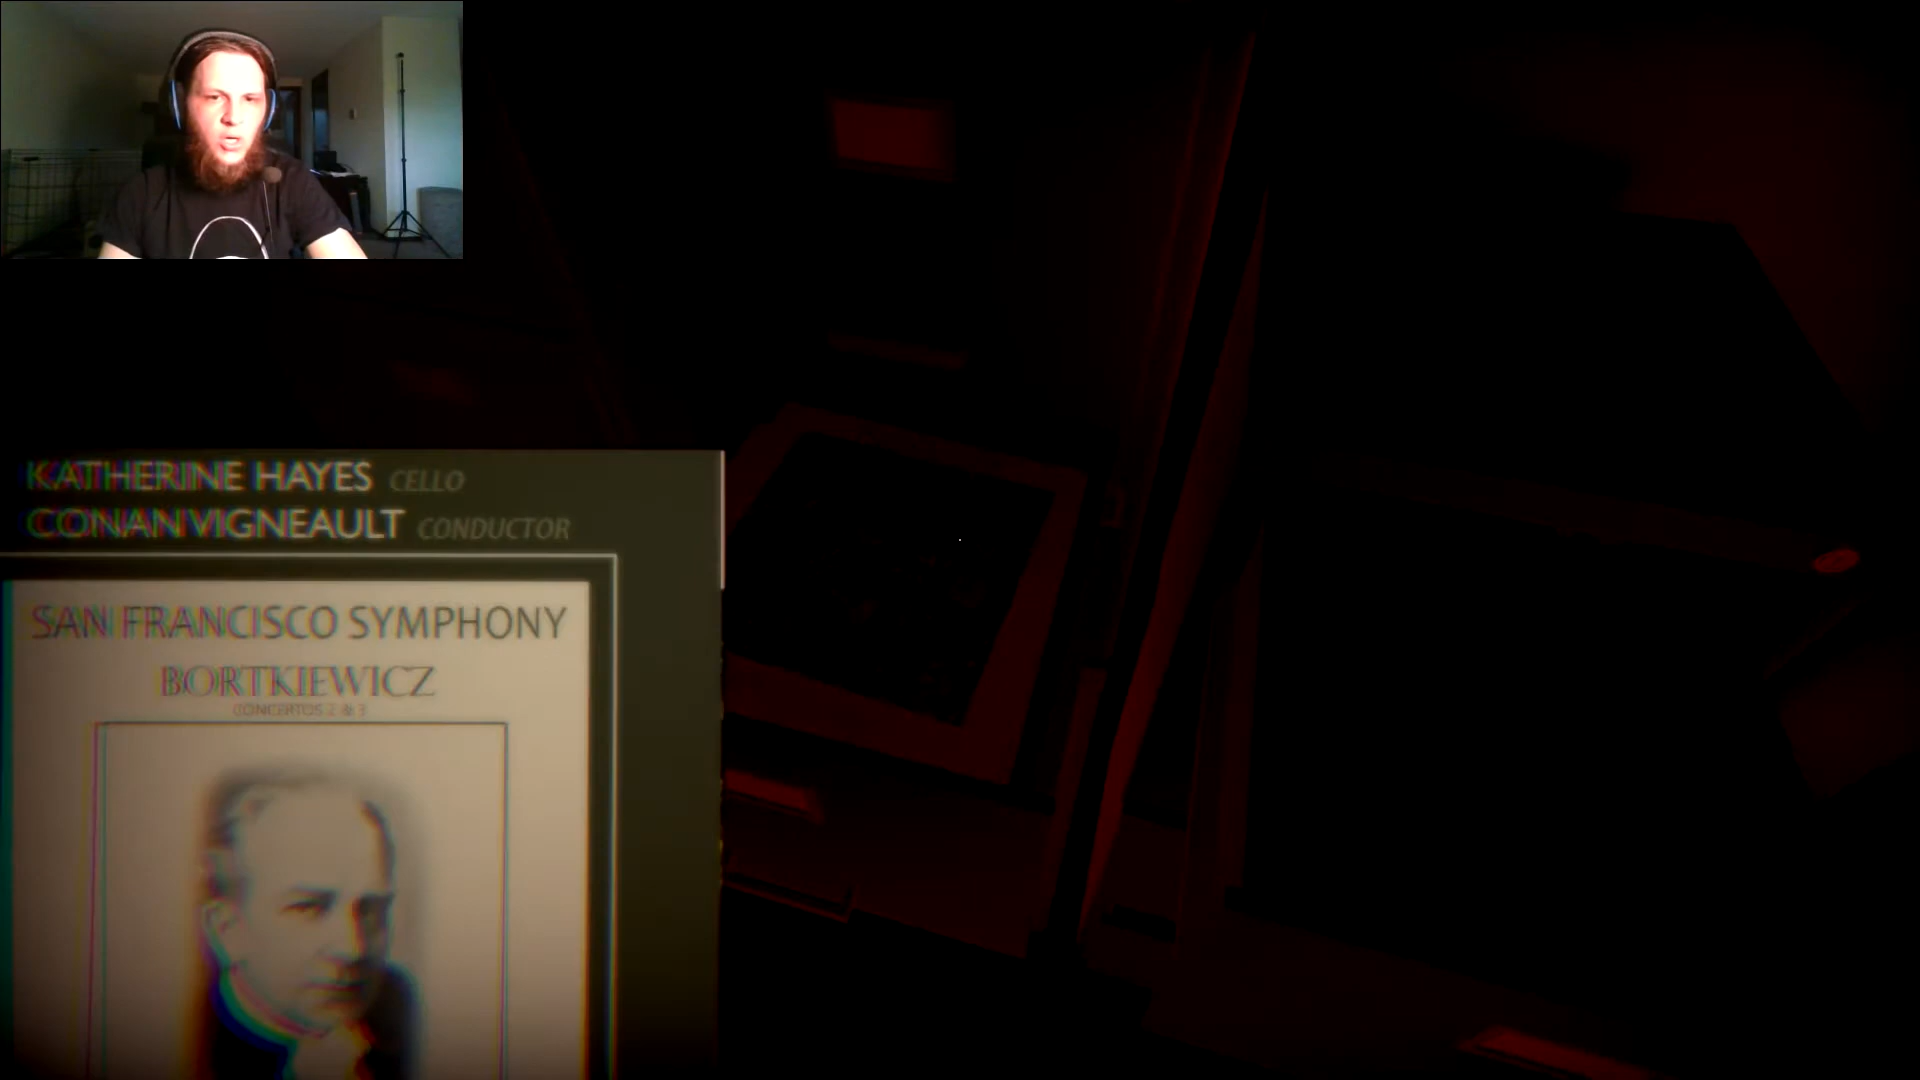 KATHERINE HAYES CELLO
CONAN VIGNEAULT CONDUCTOR
SAN FRANCISCO SYMPHONY
BORTKIEWICZ
CONCERTOS 2 & 3